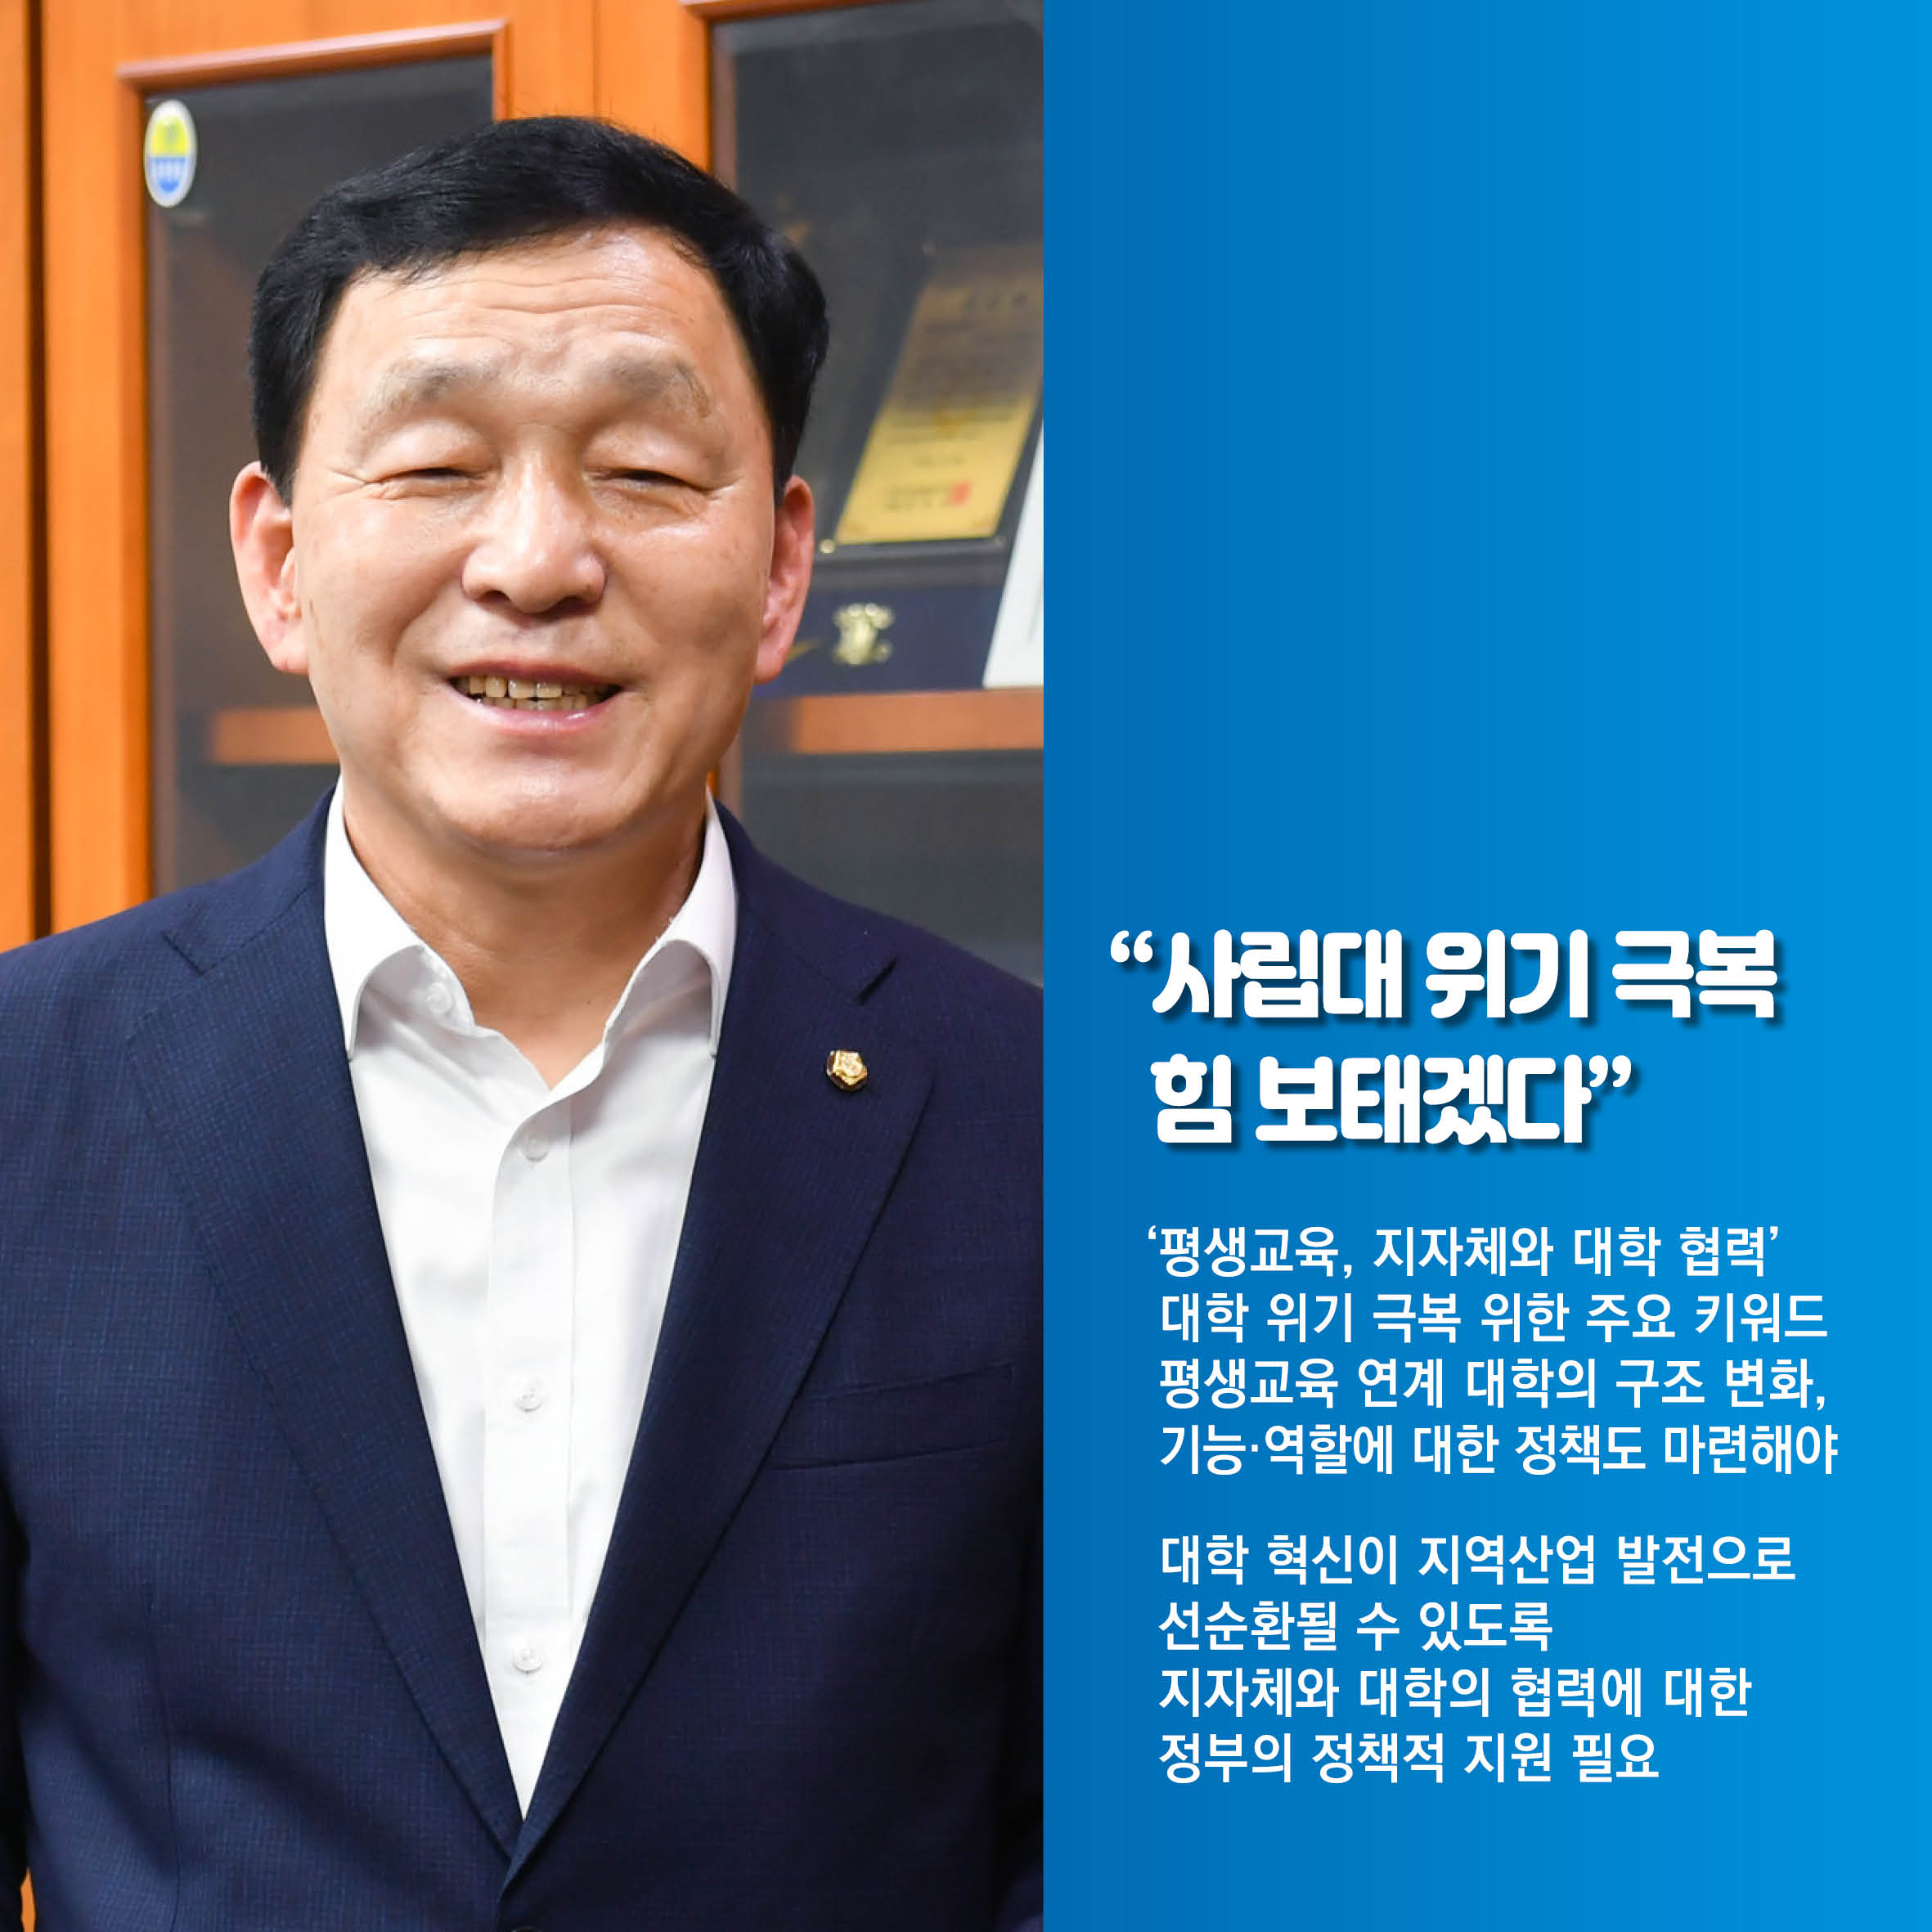 “사립대 위기 극복
힘 보태겠다”
‘평생교육, 지자체와 대학 협력’
대학 위기 극복 위한 주요 키워드
평생교육 연계 대학의 구조 변화,
기능·역할에 대한 정책도 마련해야
대학 혁신이 지역산업 발전으로
선순환될 수 있도록
지자체와 대학의 협력에 대한
정부의 정책적 지원 필요